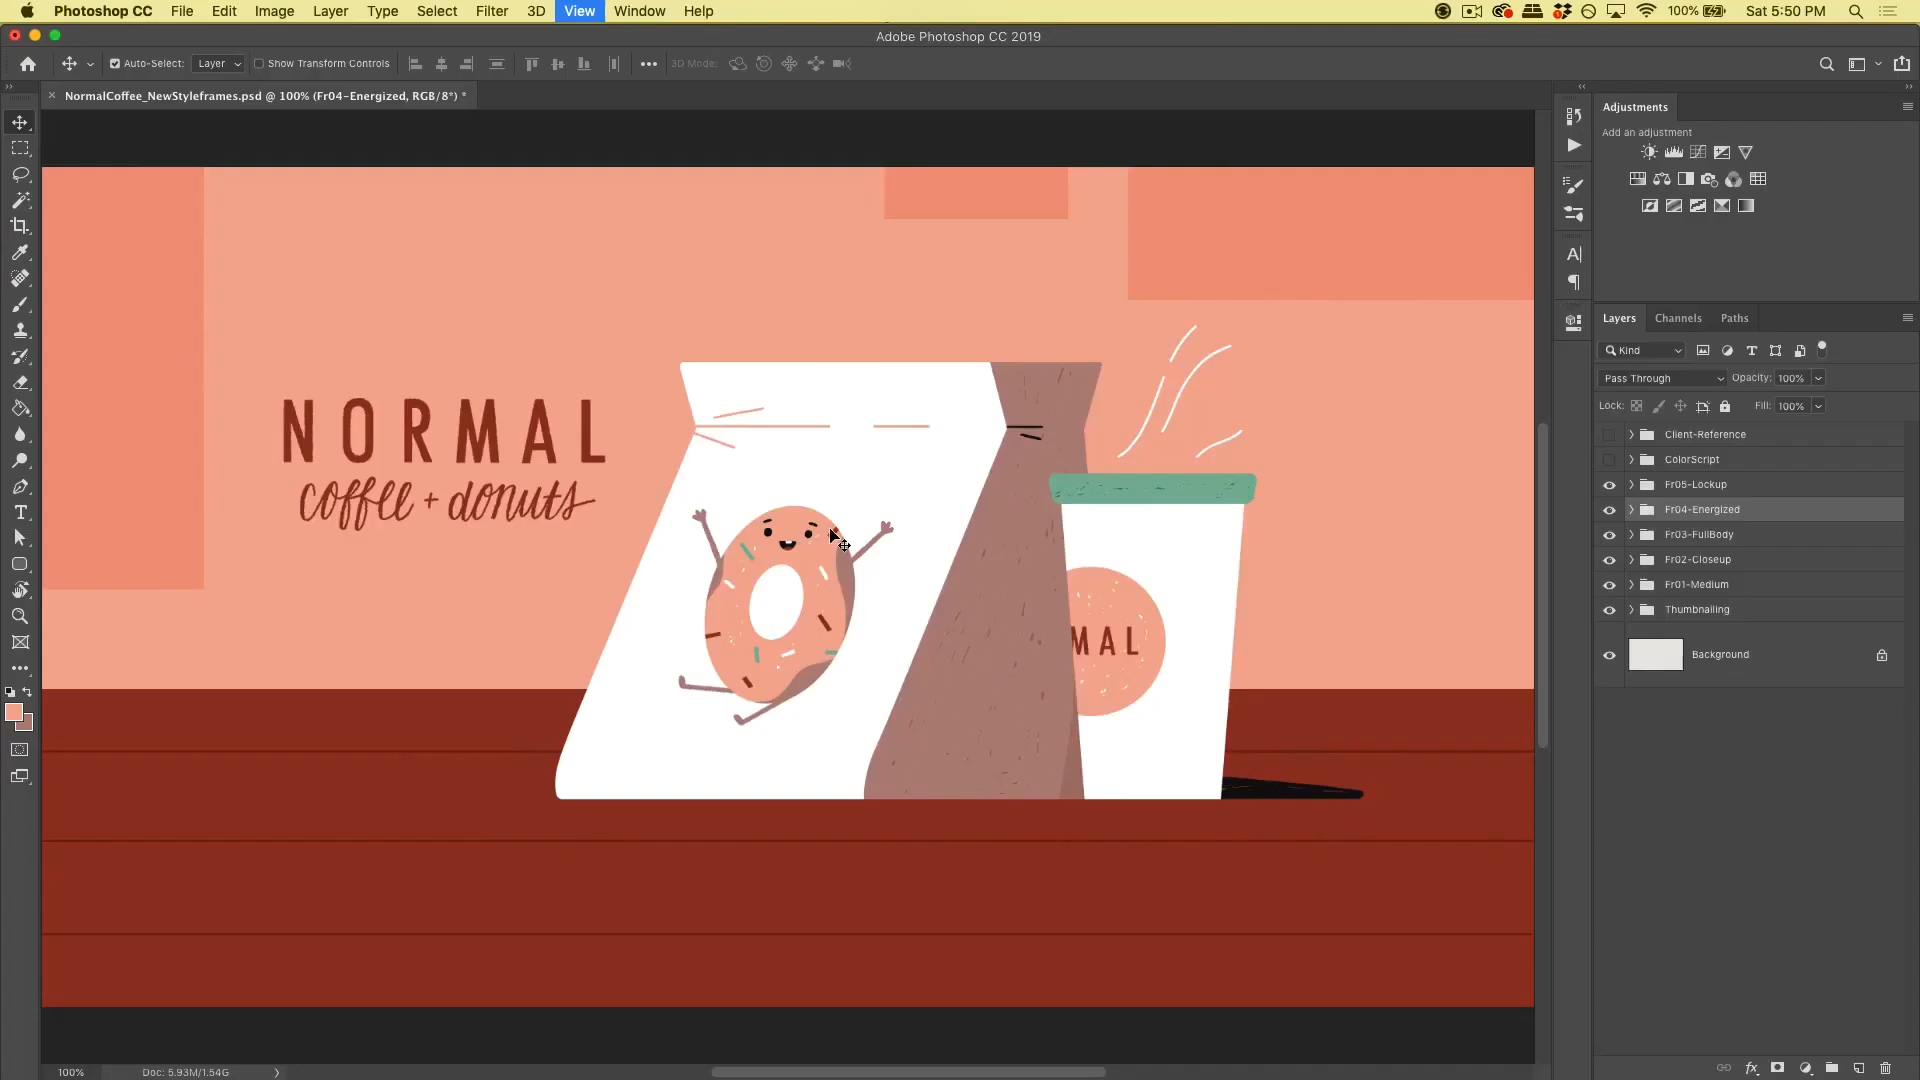 Photoshop CC File Edit Image Layer Type Select Filter 3D View Window Help 100% Sat 5:50 PM
Adobe Photoshop CC 2019
Auto-Select: Layer Show Transform Controls 3D Mode:
NormalCoffee_NewStyleframes.psd @ 100% (Fr04-Energized, RGB/8*) *
NORMAL
coffee + donuts
MAL
Adjustments
Add an adjustment
Layers Channels Paths
Kind
Pass Through Opacity: 100%
Lock: Fill: 100%
Client-Reference
ColorScript
Fr05-Lockup
Fr04-Energized
Fr03-FullBody
Fr02-Closeup
Fr01-Medium
Thumbnailing
Background
100% Doc: 5.93M/1.54G